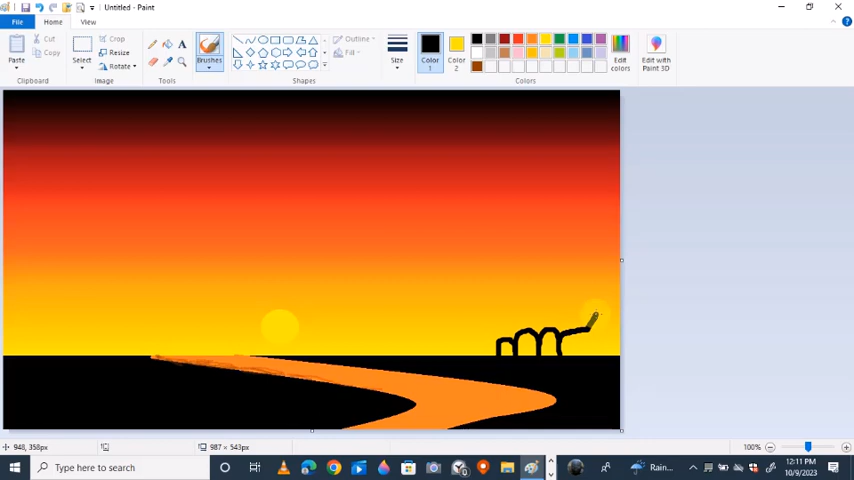 Untitled - Paint
File Home View
Paste
Cut
Copy
Clipboard
Select
Crop
Resize
Rotate
Image
A
Tools
Brushes
Outline
Fill
Shapes
Size
Color 1
Color 2
Edit colors
Colors
Edit with Paint 3D
948, 358px
987 × 543px
100%
Type here to search
Rain...
12:11 PM
10/9/2023